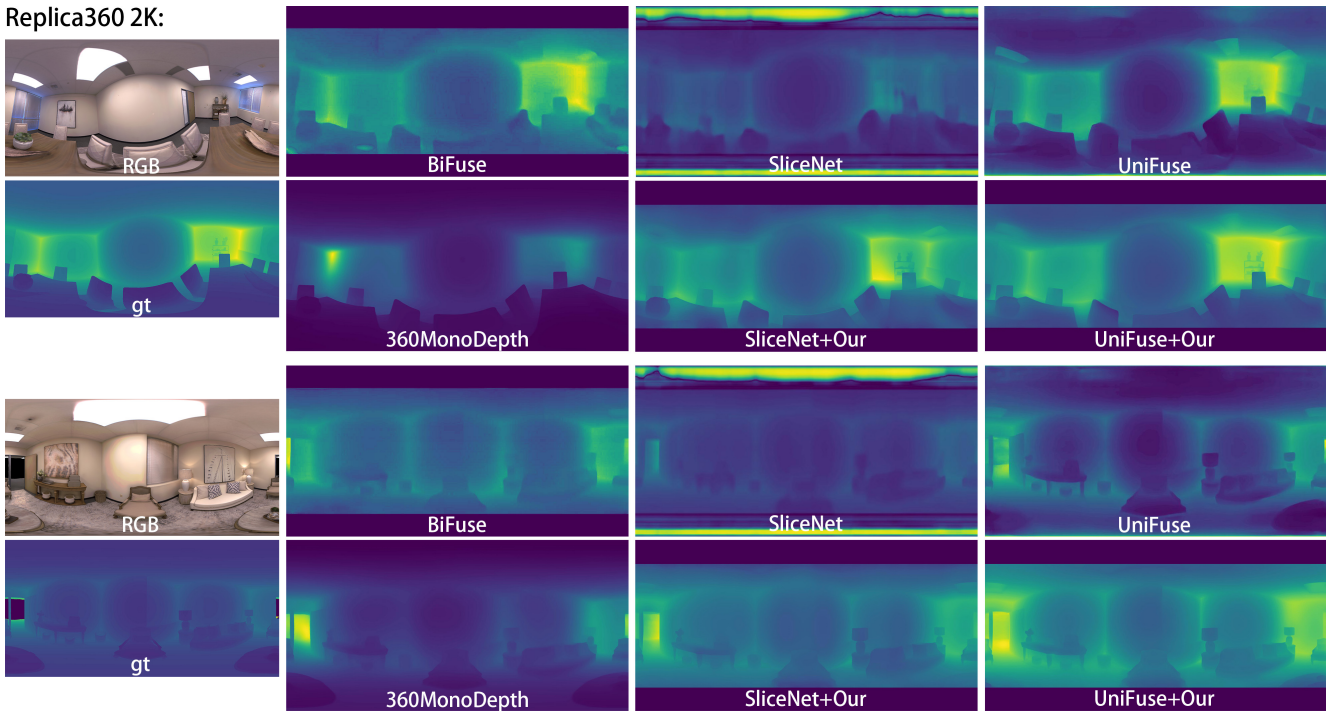 Replica360 2K:
RGB
BiFuse
SliceNet
UniFuse
gt
360MonoDepth
SliceNet+Our
UniFuse+Our
RGB
BiFuse
SliceNet
UniFuse
gt
360MonoDepth
SliceNet+Our
UniFuse+Our